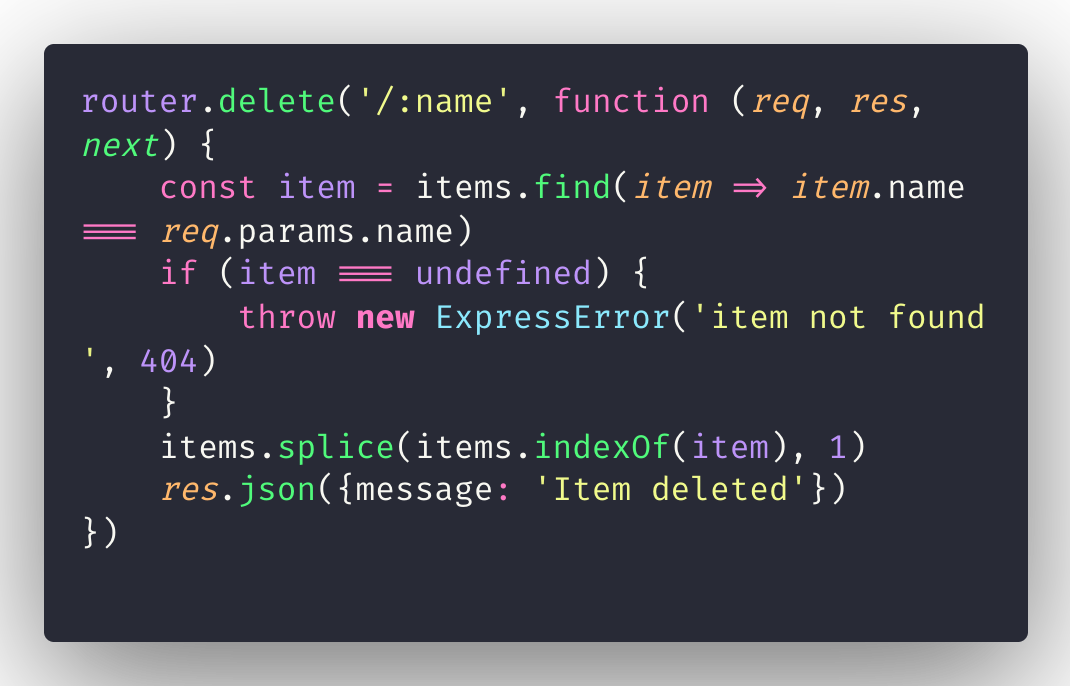 router.delete('/:name', function (req, res,
next) {
    const item = items.find(item => item.name
=== req.params.name)
    if (item === undefined) {
        throw new ExpressError('item not found
', 404)
    }
    items.splice(items.indexOf(item), 1)
    res.json({message: 'Item deleted'})
})